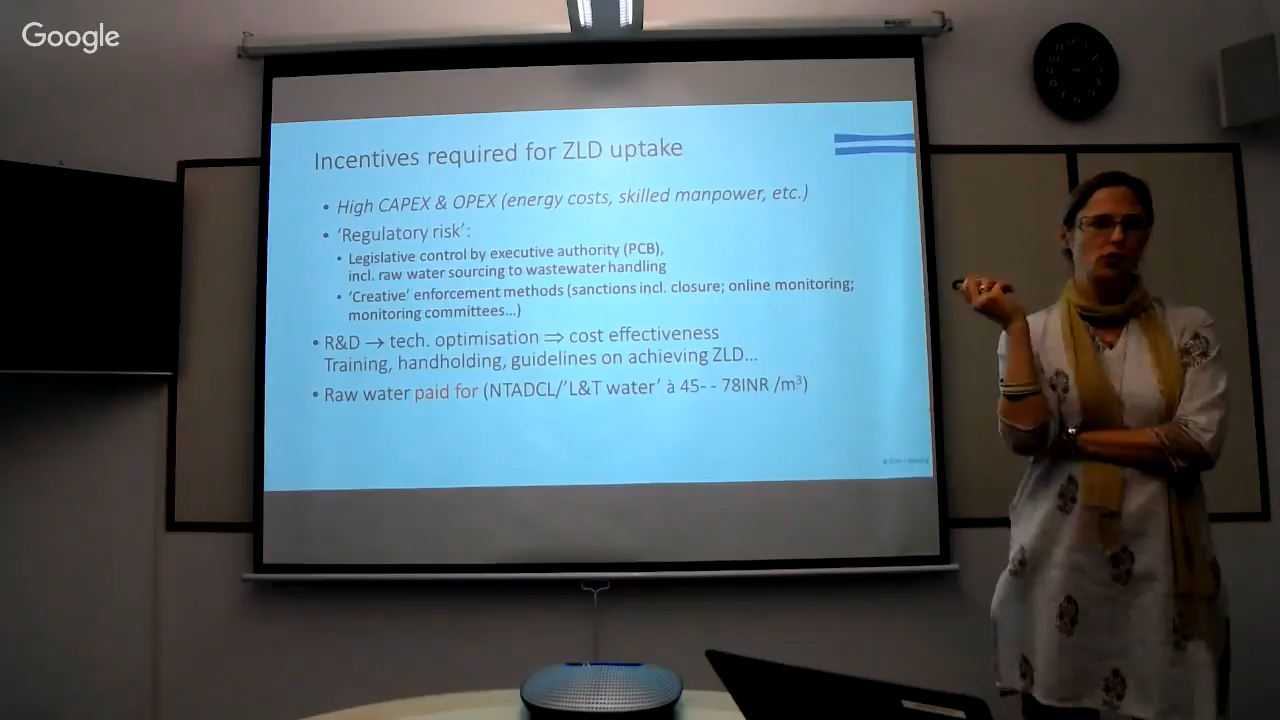 Google
Incentives required for ZLD uptake
• High CAPEX & OPEX (energy costs, skilled manpower, etc.)
• ‘Regulatory risk’:
• Legislative control by executive authority (PCB),
incl. raw water sourcing to wastewater handling
• ‘Creative’ enforcement methods (sanctions incl. closure; online monitoring;
monitoring committees…)
• R&D → tech. optimisation ⇒ cost effectiveness
Training, handholding, guidelines on achieving ZLD…
• Raw water paid for (NTADCL/’L&T water’ à 45- - 78INR /m³)